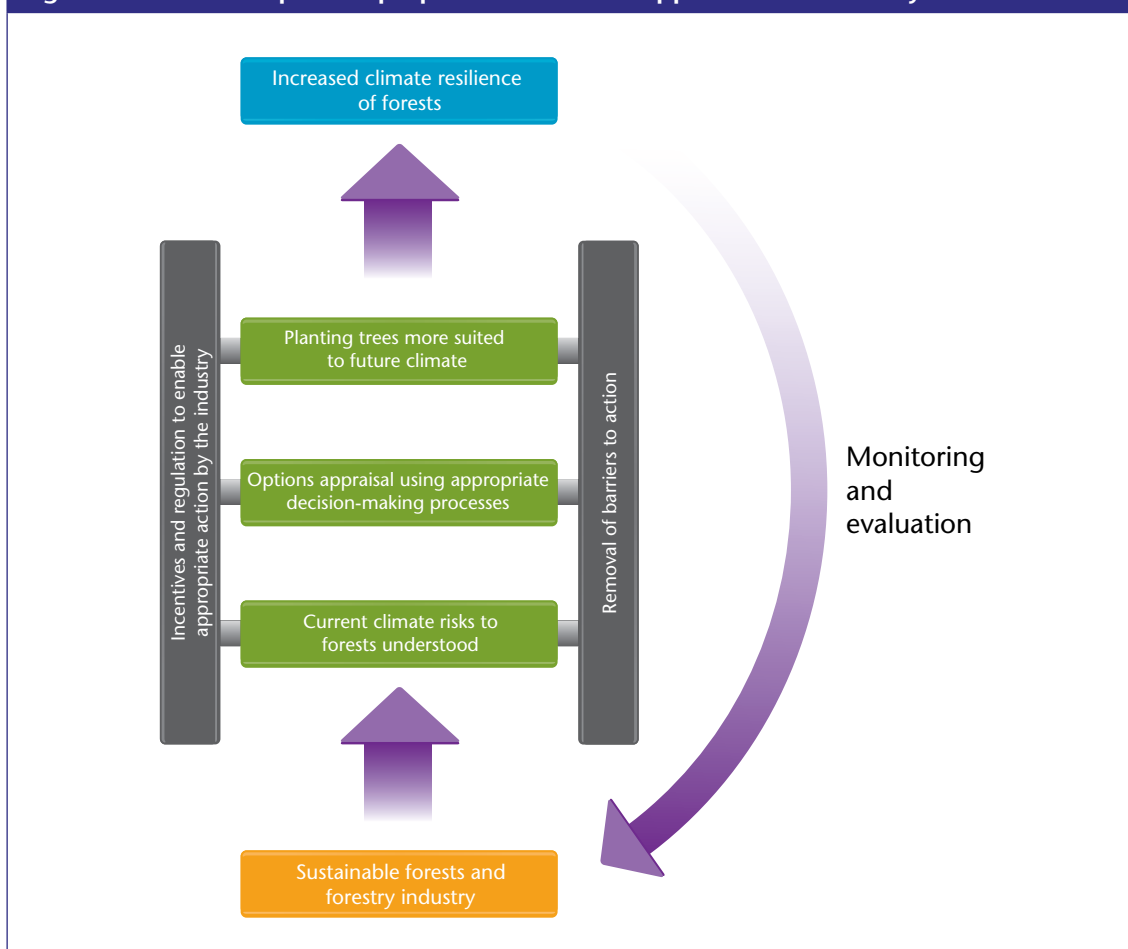 Increased climate resilience
of forests
Incentives and regulation to enable
appropriate action by the industry
Planting trees more suited
to future climate
Options appraisal using appropriate
decision-making processes
Current climate risks to
forests understood
Removal of barriers to action
Monitoring
and
evaluation
Sustainable forests and
forestry industry